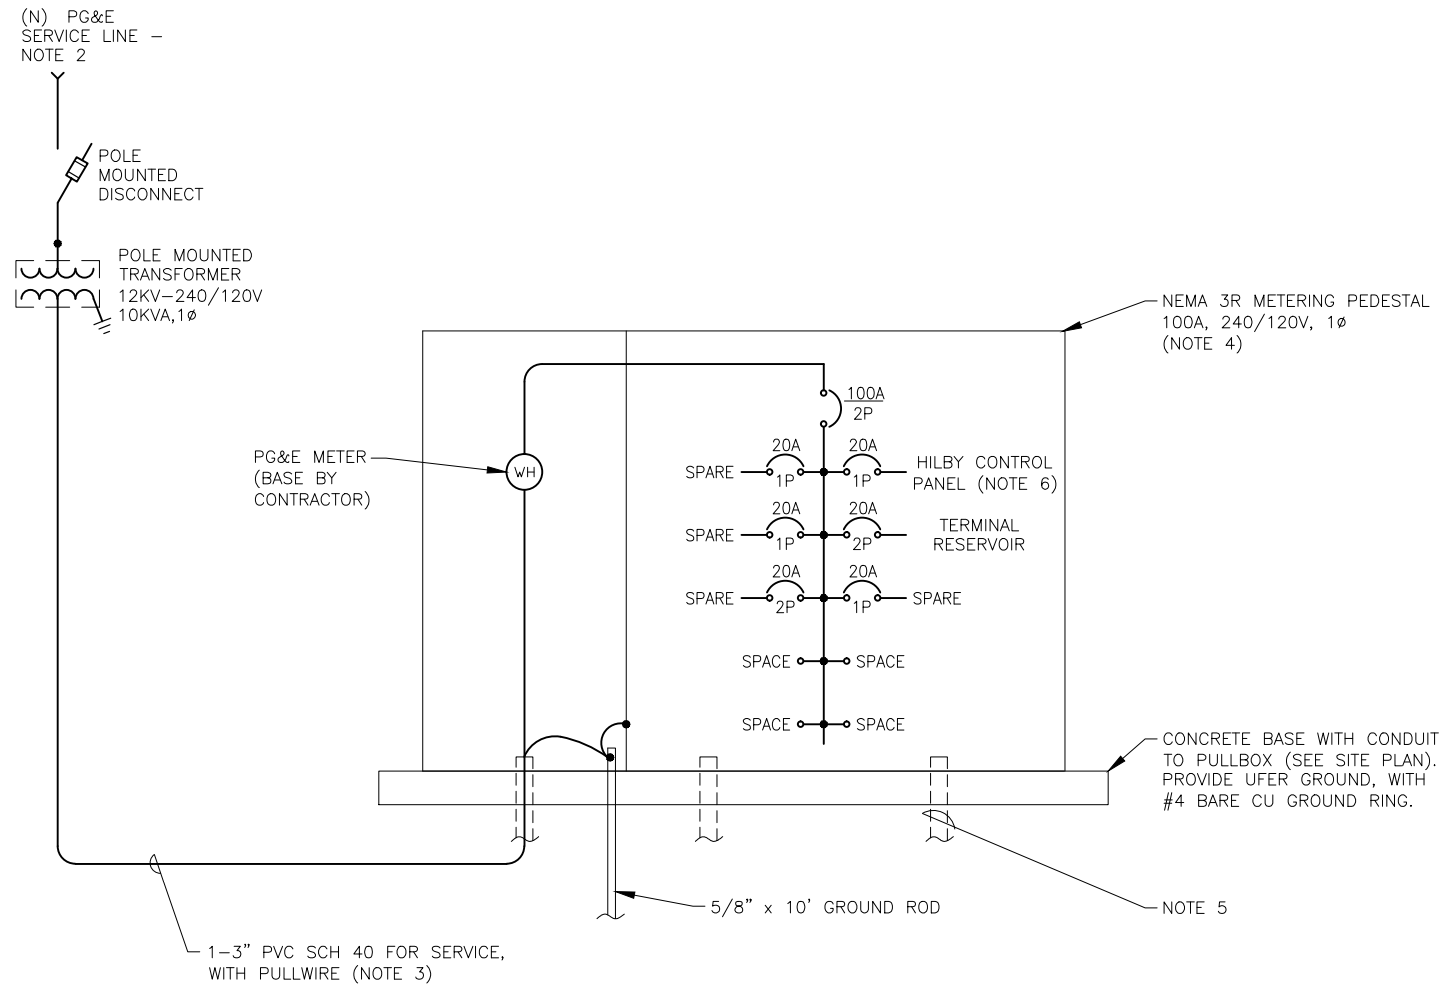 (N) PG&E
SERVICE LINE –
NOTE 2
POLE
MOUNTED
DISCONNECT
POLE MOUNTED
TRANSFORMER
12KV–240/120V
10KVA,1ø
NEMA 3R METERING PEDESTAL
100A, 240/120V, 1ø
(NOTE 4)
100A
2P
PG&E METER
(BASE BY
CONTRACTOR)
WH
SPARE
20A
1P
20A
1P
HILBY CONTROL
PANEL (NOTE 6)
SPARE
20A
1P
20A
2P
TERMINAL
RESERVOIR
SPARE
20A
2P
20A
1P
SPARE
SPACE
SPACE
SPACE
SPACE
CONCRETE BASE WITH CONDUIT
TO PULLBOX (SEE SITE PLAN).
PROVIDE UFER GROUND, WITH
#4 BARE CU GROUND RING.
5/8" x 10' GROUND ROD
NOTE 5
1–3" PVC SCH 40 FOR SERVICE,
WITH PULLWIRE (NOTE 3)